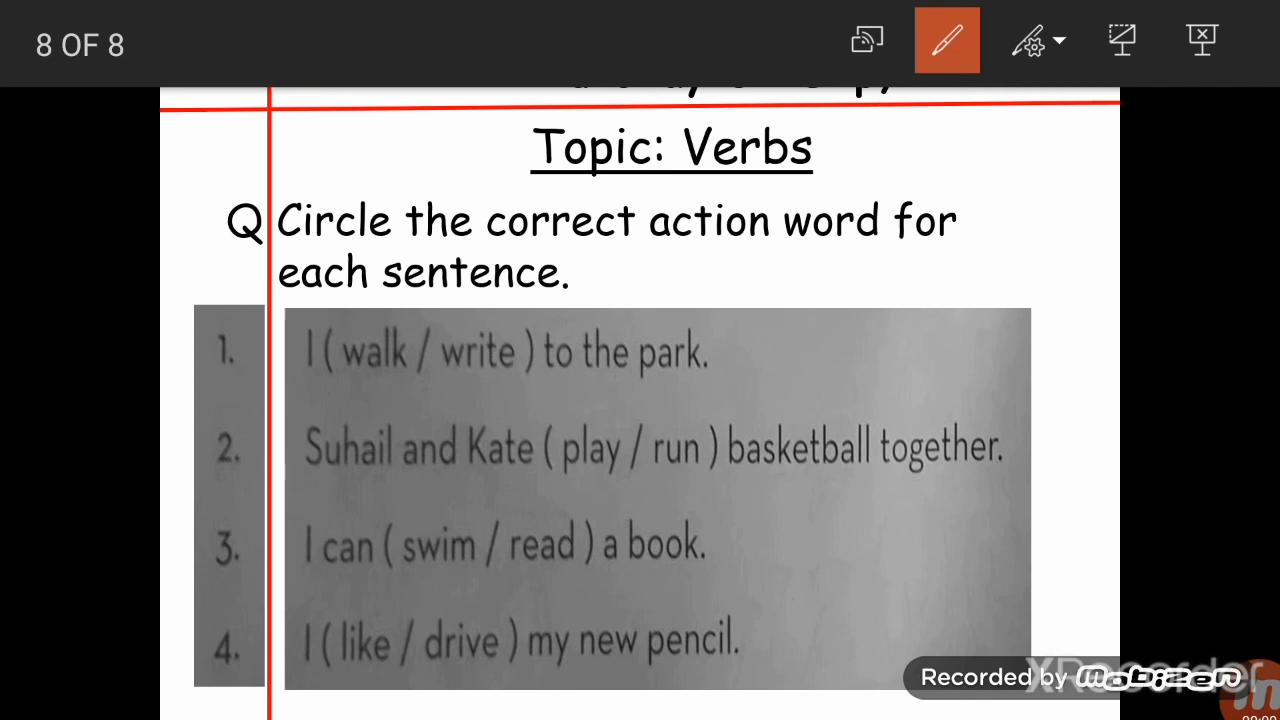 8 OF 8
Topic: Verbs
Q Circle the correct action word for
each sentence.
1. I ( walk / write ) to the park.
2. Suhail and Kate ( play / run ) basketball together.
3. I can ( swim / read ) a book.
4. I ( like / drive ) my new pencil.
XRecorder
Recorded by